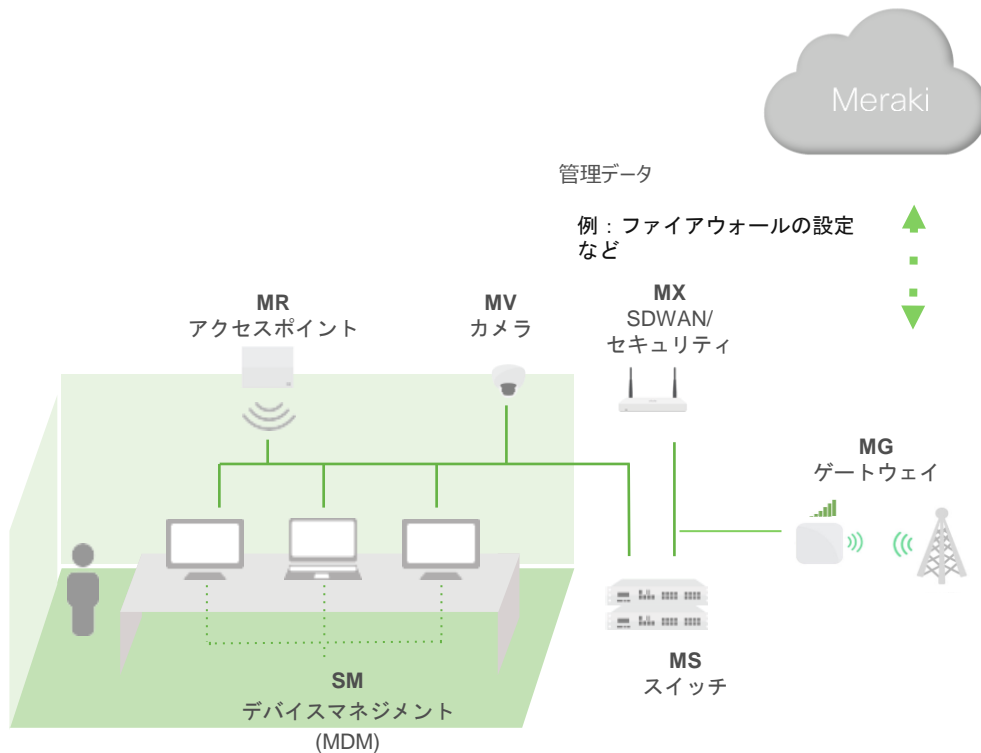 Meraki
管理データ
例：ファイアウォールの設定
など
MR
アクセスポイント
MV
カメラ
MX
SDWAN/
セキュリティ
MG
ゲートウェイ
MS
スイッチ
SM
デバイスマネジメント
(MDM)